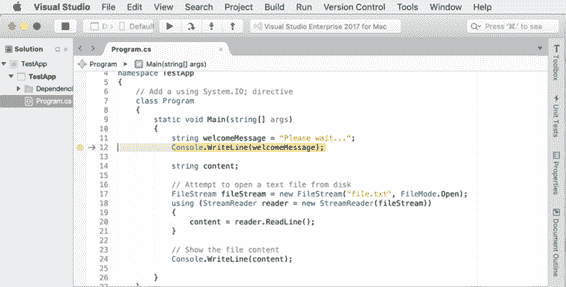 Visual Studio File Edit View Search Project Build Run Version Control Tools Window Help
Default Visual Studio Enterprise 2017 for Mac Press '⌘.' to sea
Solution
Program.cs
Program Main(string[] args)
TestApp
TestApp
Dependenci
Program.cs
4 namespace TestApp
5 {
6 // Add a using System.IO; directive
7 class Program
8 {
9 static void Main(string[] args)
10 {
11 string welcomeMessage = "Please wait...";
12 Console.WriteLine(welcomeMessage);
14 string content;
16 // Attempt to open a text file from disk
17 FileStream fileStream = new FileStream("file.txt", FileMode.Open);
18 using (StreamReader reader = new StreamReader(fileStream))
19 {
20 content = reader.ReadLine();
21 }
23 // Show the file content
24 Console.WriteLine(content);
26 }
27 }
Toolbox
Unit Tests
Properties
Document Outline